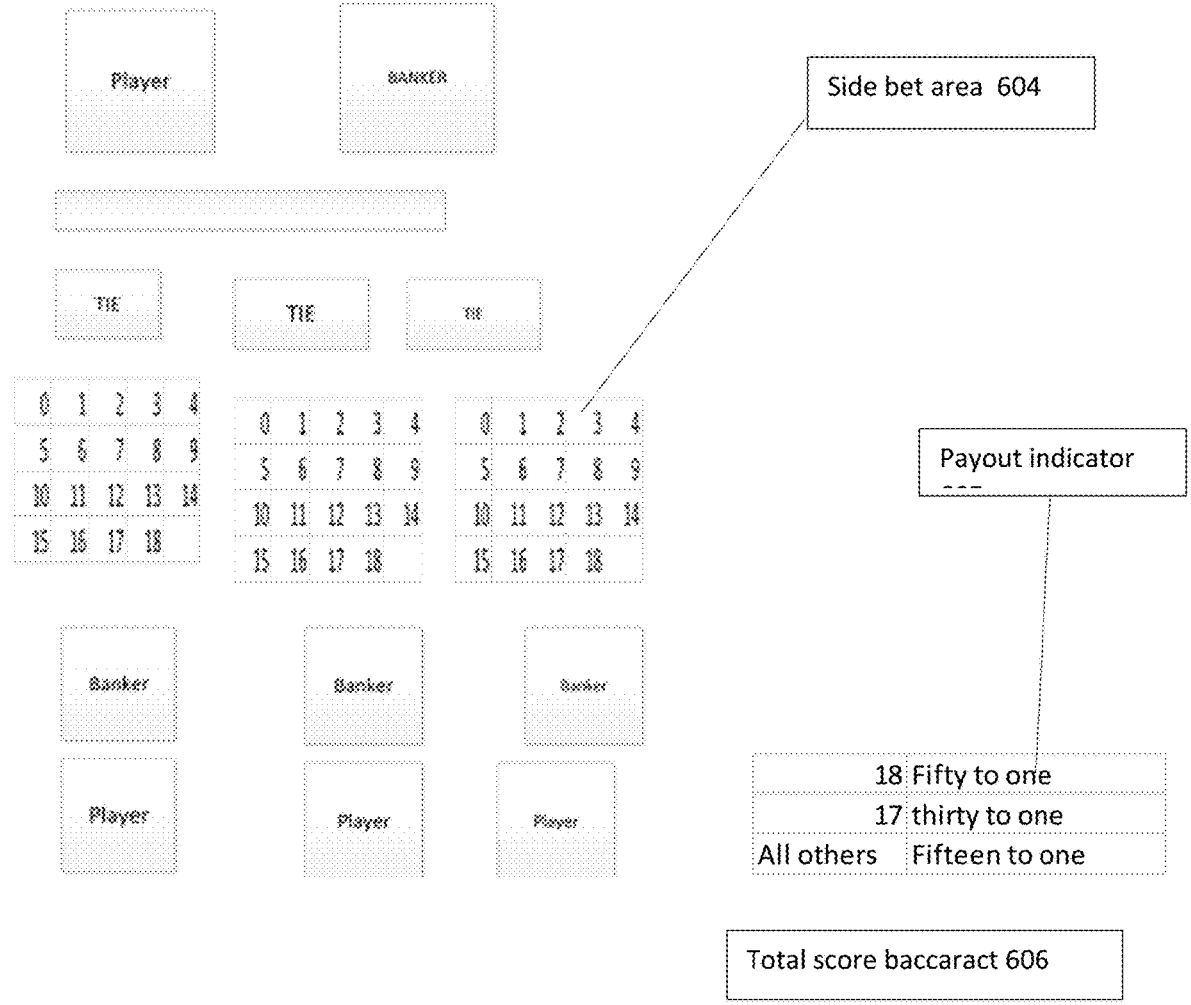 Player
BANKER
Side bet area 604
TIE
TIE
TIE
0 1 2 3 4
5 6 7 8 9
10 11 12 13 14
15 16 17 18
0 1 2 3 4
5 6 7 8 9
10 11 12 13 14
15 16 17 18
0 1 2 3 4
5 6 7 8 9
10 11 12 13 14
15 16 17 18
Payout indicator
Banker
Banker
Banker
Player
Player
Player
18 Fifty to one
17 thirty to one
All others Fifteen to one
Total score baccaract 606